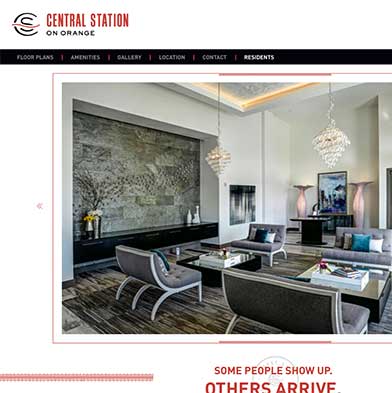 CENTRAL STATION
ON ORANGE
FLOOR PLANS | AMENITIES | GALLERY | LOCATION | CONTACT | RESIDENTS
SOME PEOPLE SHOW UP.
OTHERS ARRIVE.